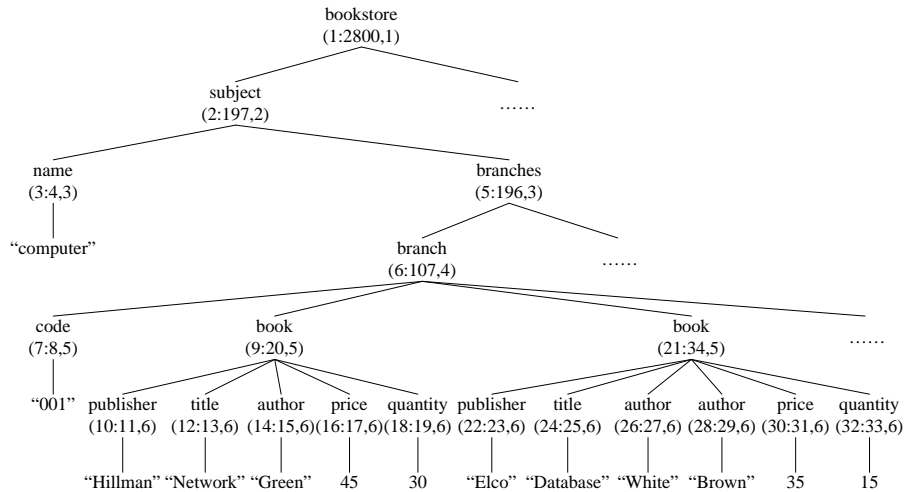 bookstore
(1:2800,1)
subject
(2:197,2)
……
name
(3:4,3)
branches
(5:196,3)
“computer”
branch
(6:107,4)
……
code
(7:8,5)
book
(9:20,5)
book
(21:34,5)
……
“001” publisher title author price quantity publisher title author author price quantity
(10:11,6) (12:13,6) (14:15,6) (16:17,6) (18:19,6) (22:23,6) (24:25,6) (26:27,6) (28:29,6) (30:31,6) (32:33,6)
“Hillman” “Network” “Green” 45 30 “Elco” “Database” “White” “Brown” 35 15